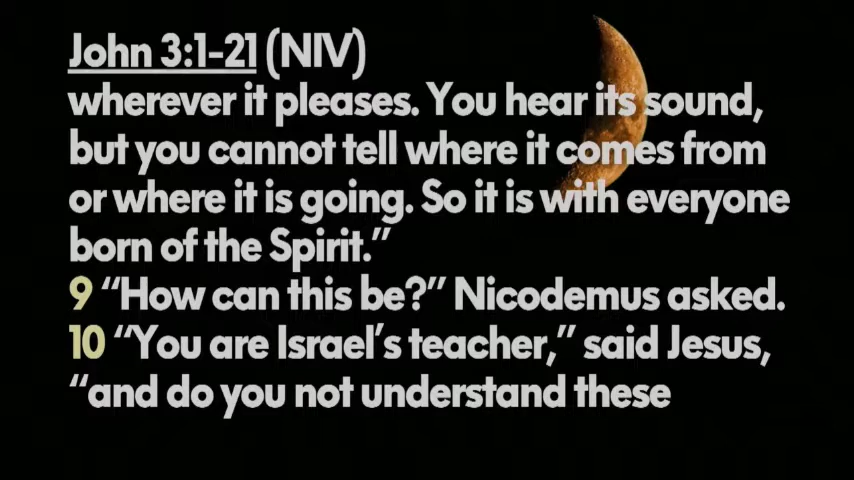 John 3:1-21 (NIV)
wherever it pleases. You hear its sound,
but you cannot tell where it comes from
or where it is going. So it is with everyone
born of the Spirit.”
9 “How can this be?” Nicodemus asked.
10 “You are Israel’s teacher,” said Jesus,
“and do you not understand these